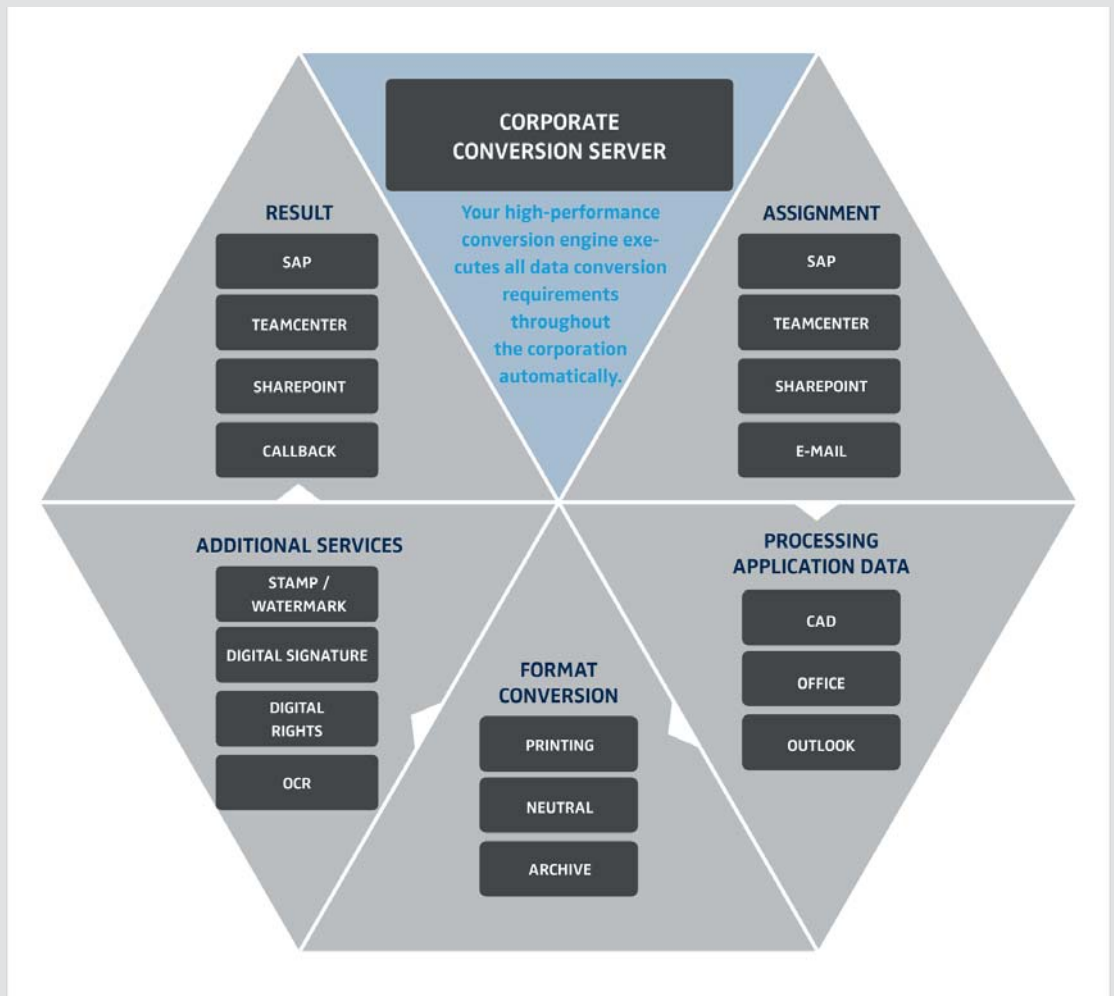 CORPORATE
CONVERSION SERVER
Your high-performance
conversion engine exe-
cutes all data conversion
requirements
throughout
the corporation
automatically.
RESULT
SAP
TEAMCENTER
SHAREPOINT
CALLBACK
ASSIGNMENT
SAP
TEAMCENTER
SHAREPOINT
E-MAIL
ADDITIONAL SERVICES
STAMP /
WATERMARK
DIGITAL SIGNATURE
DIGITAL
RIGHTS
OCR
FORMAT
CONVERSION
PRINTING
NEUTRAL
ARCHIVE
PROCESSING
APPLICATION DATA
CAD
OFFICE
OUTLOOK